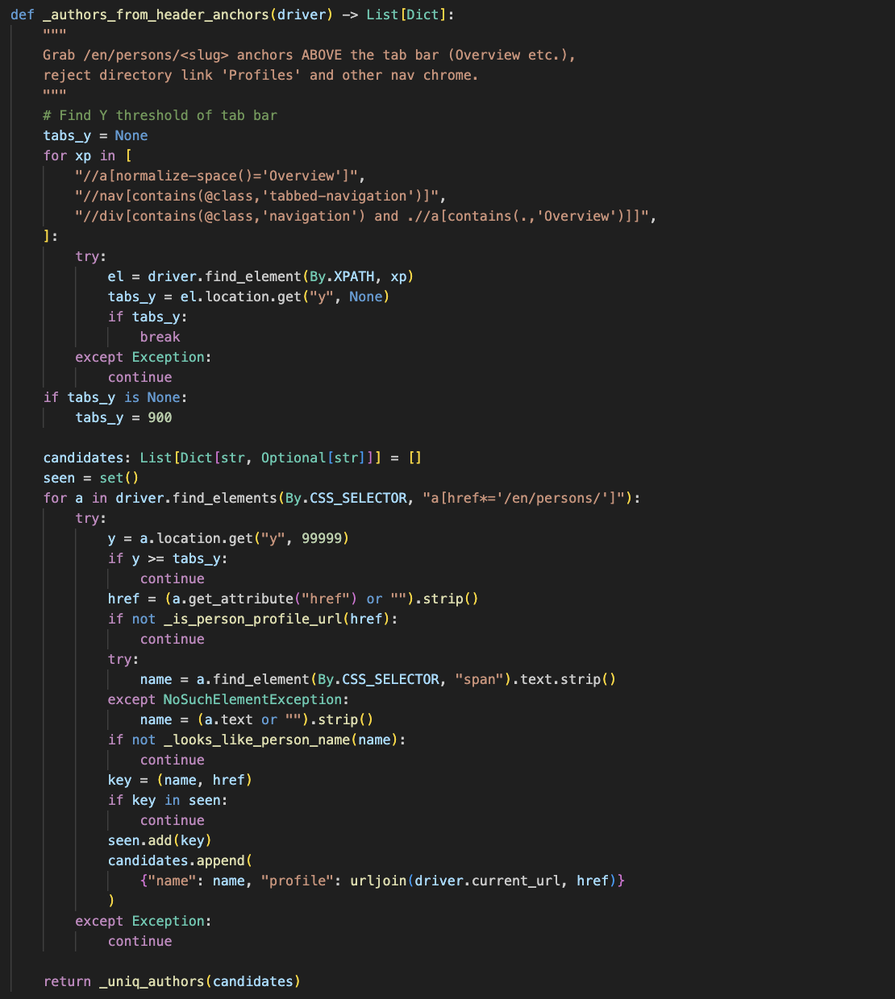 def _authors_from_header_anchors(driver) -> List[Dict]:
    """
    Grab /en/persons/<slug> anchors ABOVE the tab bar (Overview etc.),
    reject directory link 'Profiles' and other nav chrome.
    """
    # Find Y threshold of tab bar
    tabs_y = None
    for xp in [
        "//a[normalize-space()='Overview']",
        "//nav[contains(@class,'tabbed-navigation')]",
        "//div[contains(@class,'navigation') and .//a[contains(.,'Overview')]]",
    ]:
        try:
            el = driver.find_element(By.XPATH, xp)
            tabs_y = el.location.get("y", None)
            if tabs_y:
                break
        except Exception:
            continue
    if tabs_y is None:
        tabs_y = 900

    candidates: List[Dict[str, Optional[str]]] = []
    seen = set()
    for a in driver.find_elements(By.CSS_SELECTOR, "a[href*='/en/persons/']"):
        try:
            y = a.location.get("y", 99999)
            if y >= tabs_y:
                continue
            href = (a.get_attribute("href") or "").strip()
            if not _is_person_profile_url(href):
                continue
            try:
                name = a.find_element(By.CSS_SELECTOR, "span").text.strip()
            except NoSuchElementException:
                name = (a.text or "").strip()
            if not _looks_like_person_name(name):
                continue
            key = (name, href)
            if key in seen:
                continue
            seen.add(key)
            candidates.append(
                {"name": name, "profile": urljoin(driver.current_url, href)}
            )
        except Exception:
            continue

    return _uniq_authors(candidates)